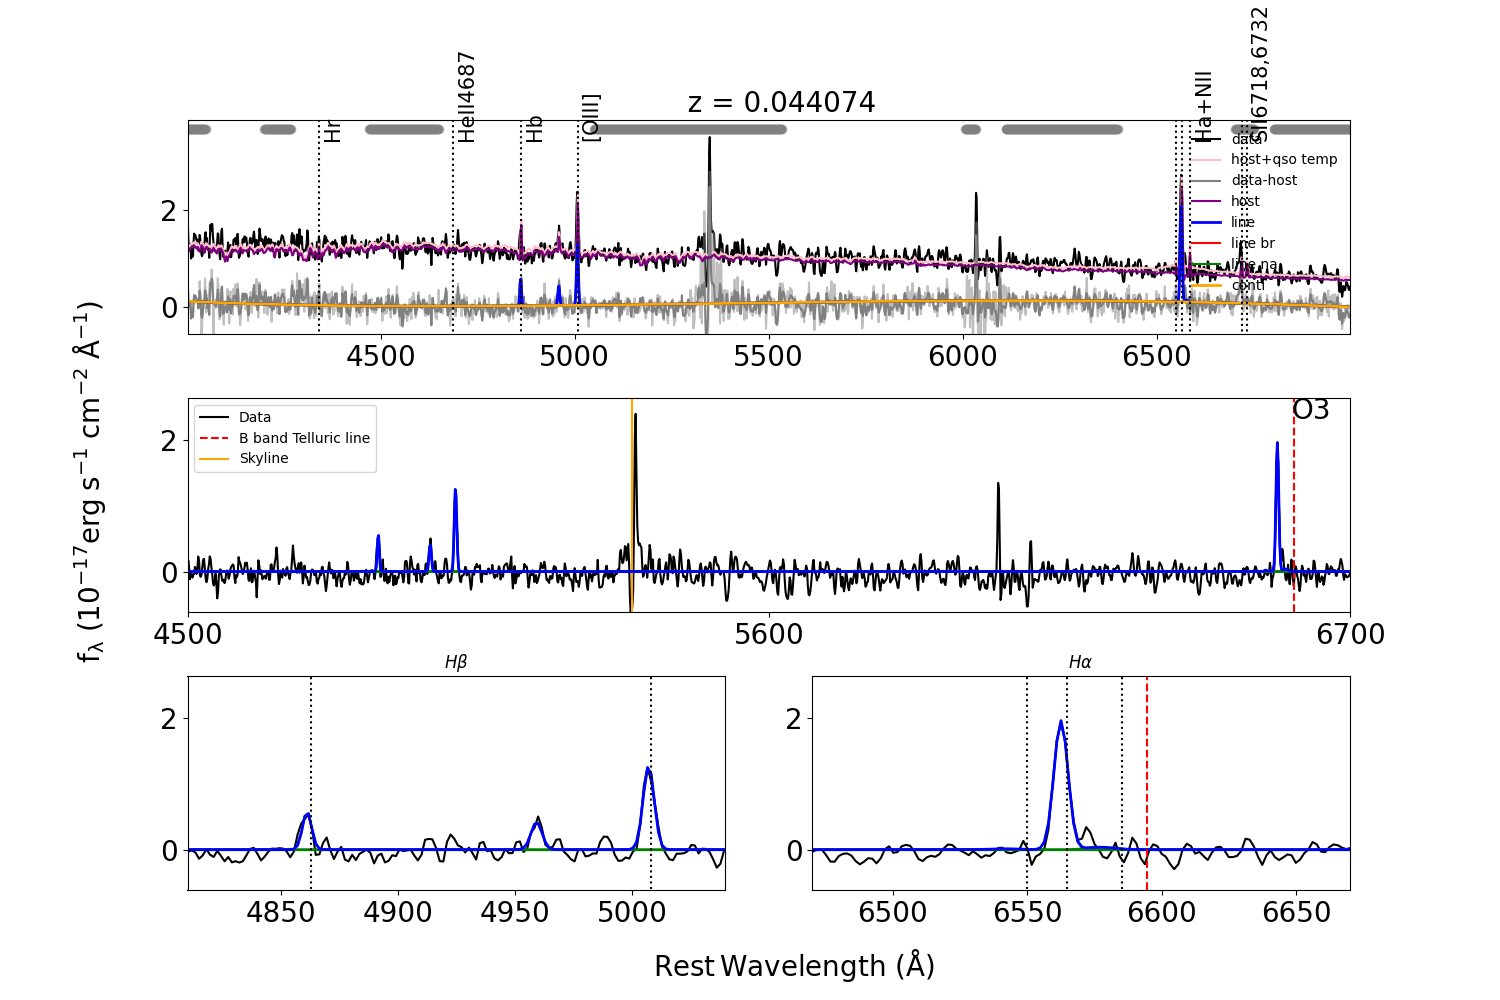 z = 0.044074
Hr
HeII4687
Hb
[OIII]
Ha+NII
SII6718,6732
data
host+qso temp
data-host
host
line
line br
line na
conti
2
0
4500 5000 5500 6000 6500
Data
B band Telluric line
Skyline
O3
2
0
4500 5600 6700
fλ (10⁻¹⁷erg s⁻¹ cm⁻² Å⁻¹)
Hβ
2
0
4850 4900 4950 5000
Hα
2
0
6500 6550 6600 6650
Rest Wavelength (Å)